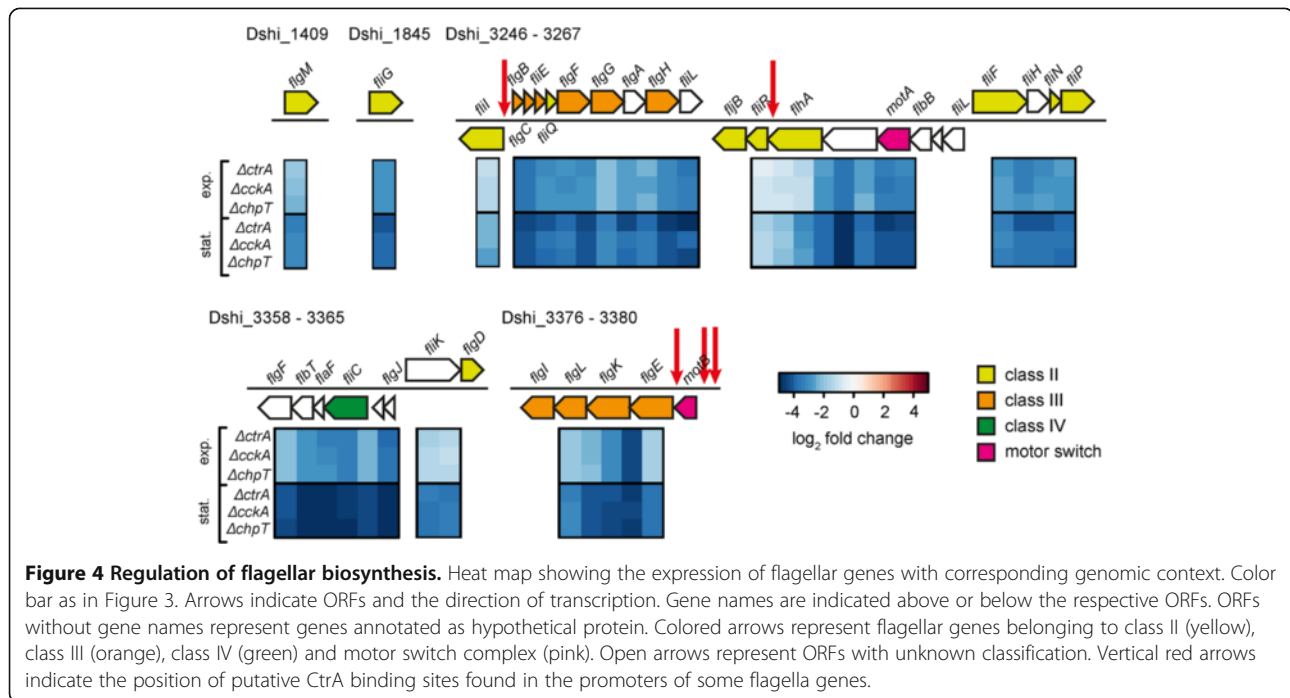 Dshi_1409 Dshi_1845 Dshi_3246 - 3267
flgM fliG fliI flgB fliE flgF flgG flgA flgH fliL fljB fliR flhA motA flbB fliL fliF fliH fliN fliP
flgC fliQ
exp.
ΔctrA
ΔcckA
ΔchpT
stat.
ΔctrA
ΔcckA
ΔchpT
Dshi_3358 - 3365 Dshi_3376 - 3380
flgF flbT flaF fliC flgJ fliK flgD flgI flgL flgK flgE motB
exp.
ΔctrA
ΔcckA
ΔchpT
stat.
ΔctrA
ΔcckA
ΔchpT
-4 -2 0 2 4
log2 fold change
class II
class III
class IV
motor switch
Figure 4 Regulation of flagellar biosynthesis. Heat map showing the expression of flagellar genes with corresponding genomic context. Color
bar as in Figure 3. Arrows indicate ORFs and the direction of transcription. Gene names are indicated above or below the respective ORFs. ORFs
without gene names represent genes annotated as hypothetical protein. Colored arrows represent flagellar genes belonging to class II (yellow),
class III (orange), class IV (green) and motor switch complex (pink). Open arrows represent ORFs with unknown classification. Vertical red arrows
indicate the position of putative CtrA binding sites found in the promoters of some flagella genes.